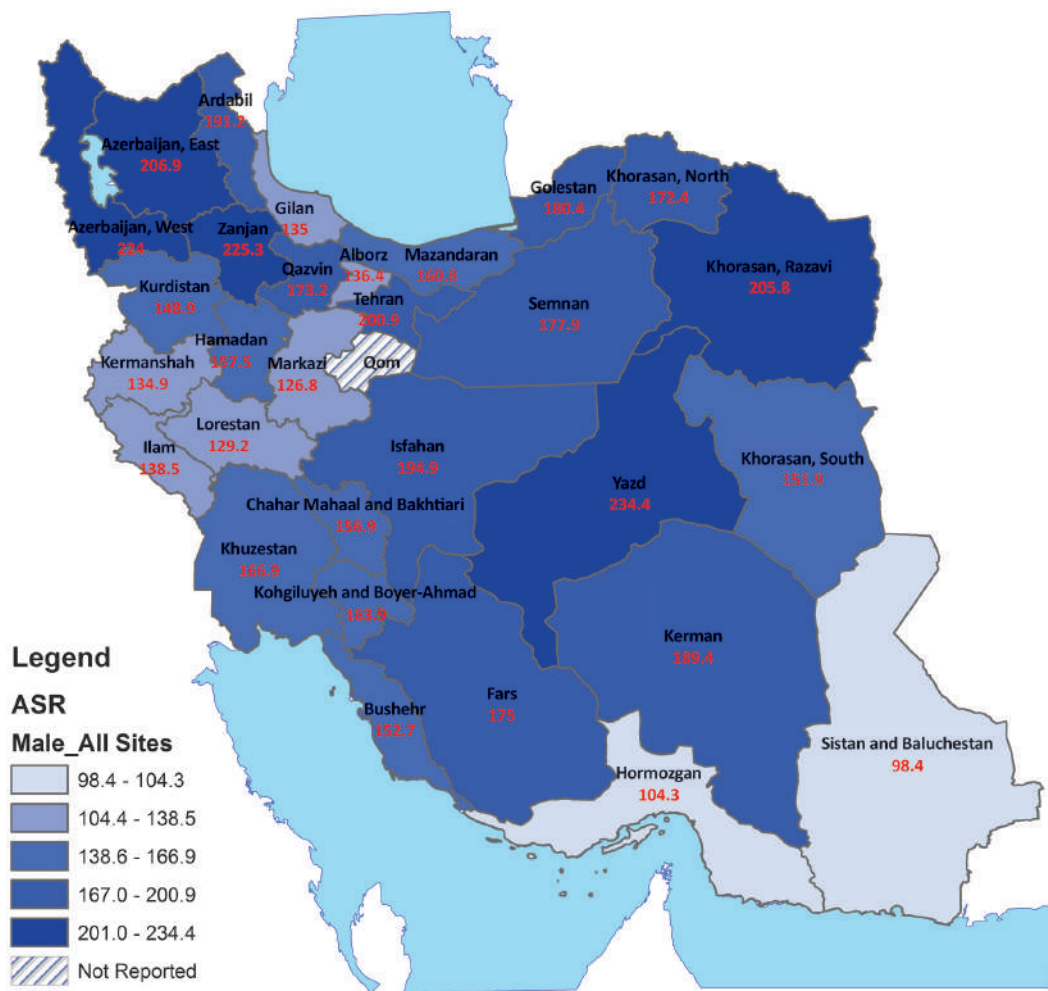 Ardabil
191.2
Azerbaijan, East
206.9
Golestan
180.4
Khorasan, North
172.4
Gilan
135
Azerbaijan, West
224
Zanjan
225.3
Alborz
136.4
Mazandaran
160.8
Khorasan, Razavi
205.8
Qazvin
173.2
Kurdistan
148.9
Tehran
200.9
Semnan
177.9
Hamadan
157.5
Kermanshah
134.9
Markazi
126.8
Qom
Lorestan
129.2
Ilam
138.5
Isfahan
194.9
Khorasan, South
151.9
Yazd
234.4
Chahar Mahaal and Bakhtiari
156.9
Khuzestan
166.9
Kohgiluyeh and Boyer-Ahmad
Kerman
189.4
Fars
175
Bushehr
152.7
Sistan and Baluchestan
98.4
Hormozgan
104.3
Legend
ASR
Male_All Sites
98.4 - 104.3
104.4 - 138.5
138.6 - 166.9
167.0 - 200.9
201.0 - 234.4
Not Reported